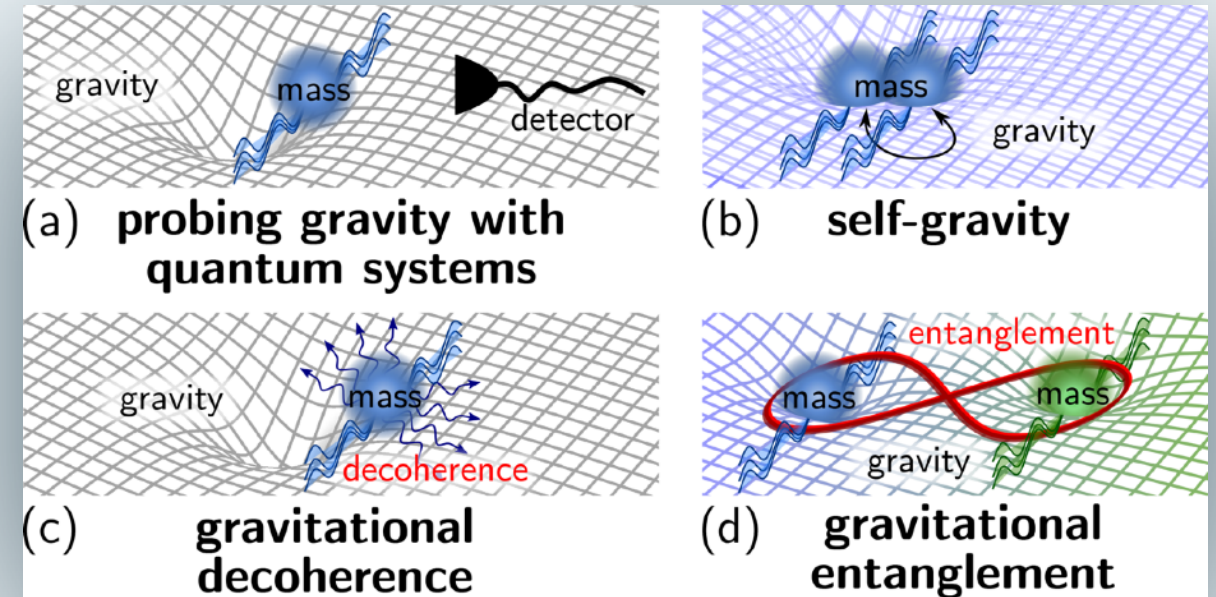 gravity
mass
detector
(a) probing gravity with
quantum systems
mass
gravity
(b) self-gravity
gravity
mass
decoherence
(c) gravitational
decoherence
entanglement
mass
mass
gravity
(d) gravitational
entanglement